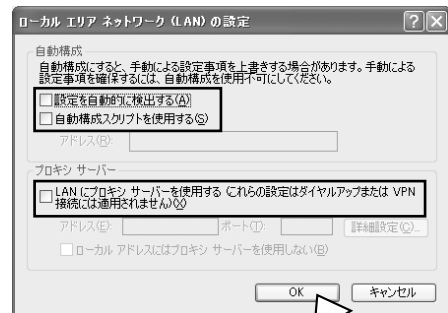 ローカル エリア ネットワーク (LAN) の設定
自動構成
自動構成にすると、手動による設定事項を上書きする場合があります。手動による
設定事項を確保するには、自動構成を使用不可にしてください。
設定を自動的に検出する(A)
自動構成スクリプトを使用する(S)
アドレス(R):
プロキシ サーバー
LAN にプロキシ サーバーを使用する (これらの設定はダイヤルアップまたは VPN
接続には適用されません)(X)
アドレス(E):
ポート(T):
詳細設定(C)...
ローカル アドレスにはプロキシ サーバーを使用しない(B)
OK
キャンセル